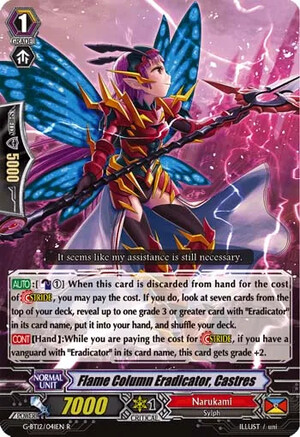 1
GRADE
SHIELD
5000
It seems like my assistance is still necessary.
AUTO :[ ①] When this card is discarded from hand for the cost
of STRIDE, you may pay the cost. If you do, look at seven cards from the
top of your deck, reveal up to one grade 3 or greater card with "Eradicator" in
its card name, put it into your hand, and shuffle your deck.
CONT [Hand]:While you are paying the cost for STRIDE, if you have a
vanguard with "Eradicator" in its card name, this card gets grade +2.
NORMAL UNIT
Flame Column Eradicator, Castres
POWER 7000
1 CRITICAL
Narukami
Sylph
G-BT12/041EN R
ILLUST / uni